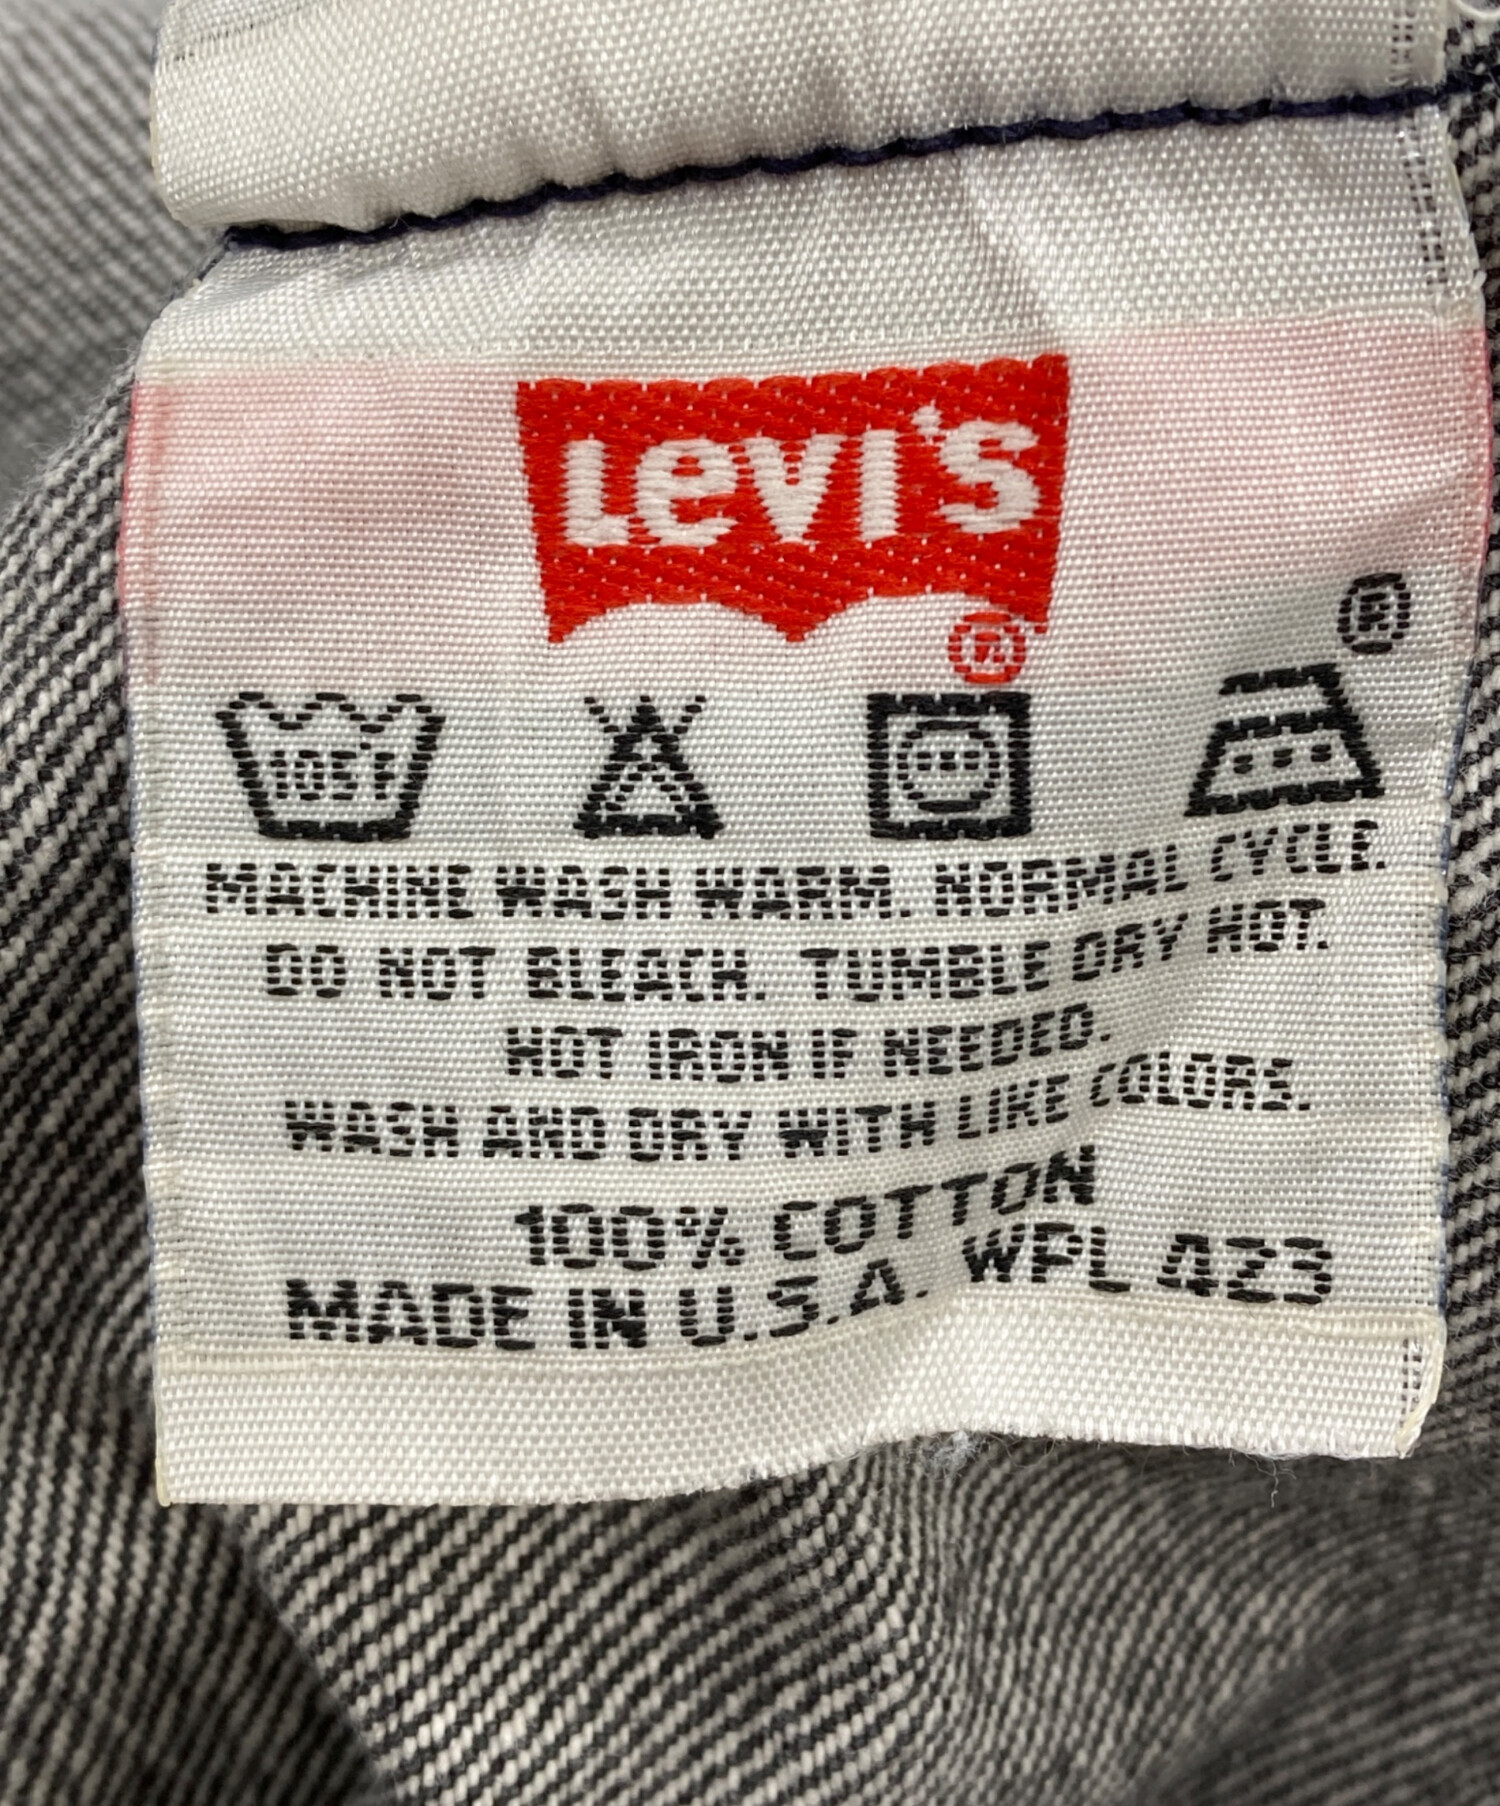 Levi's
®
®
105°F
MACHINE WASH WARM. NORMAL CYCLE.
DO NOT BLEACH. TUMBLE DRY HOT.
HOT IRON IF NEEDED.
WASH AND DRY WITH LIKE COLORS.
100% COTTON
MADE IN U.S.A. WPL 423